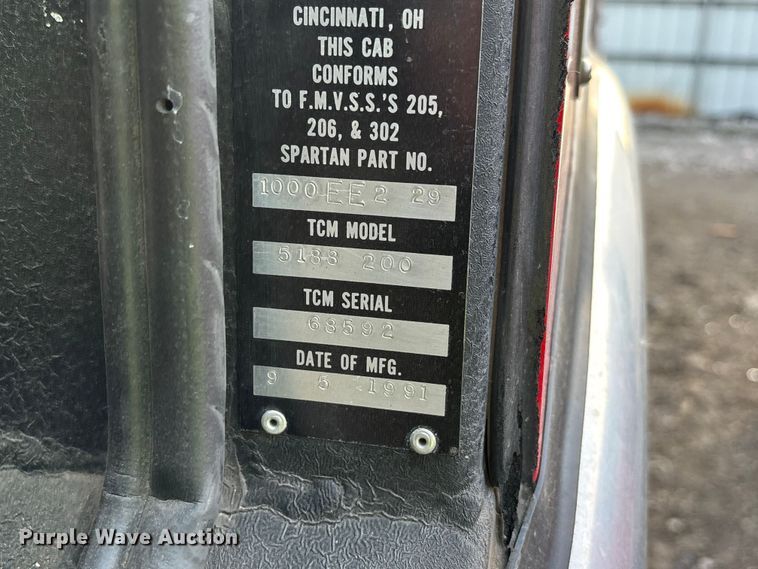 CINCINNATI, OH
THIS CAB
CONFORMS
TO F.M.V.S.S.'S 205,
206, & 302
SPARTAN PART NO.
1000EE2 29
TCM MODEL
5188 200
TCM SERIAL
68592
DATE OF MFG.
9 5 1991
Purple Wave Auction